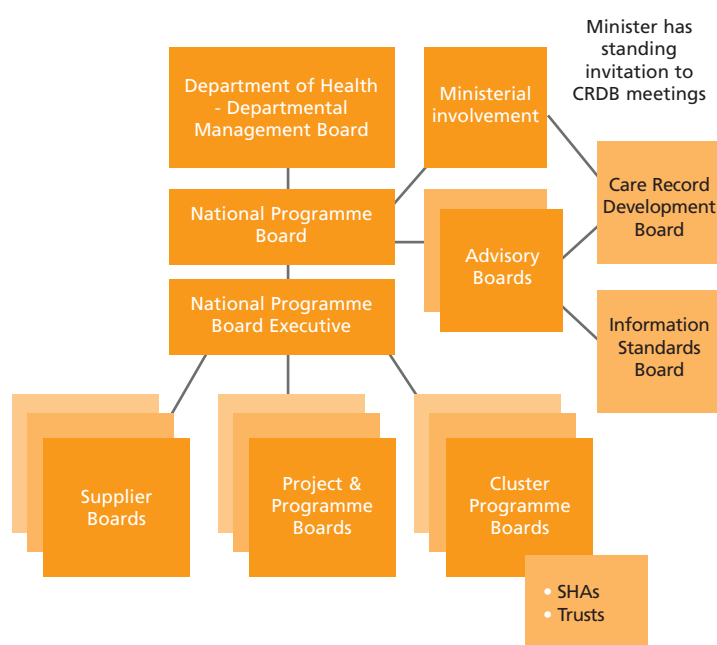 Minister has
standing
invitation to
CRDB meetings
Department of Health
- Departmental
Management Board
Ministerial
involvement
Care Record
Development
Board
National Programme
Board
Advisory
Boards
National Programme
Board Executive
Information
Standards
Board
Supplier
Boards
Project &
Programme
Boards
Cluster
Programme
Boards
• SHAs
• Trusts